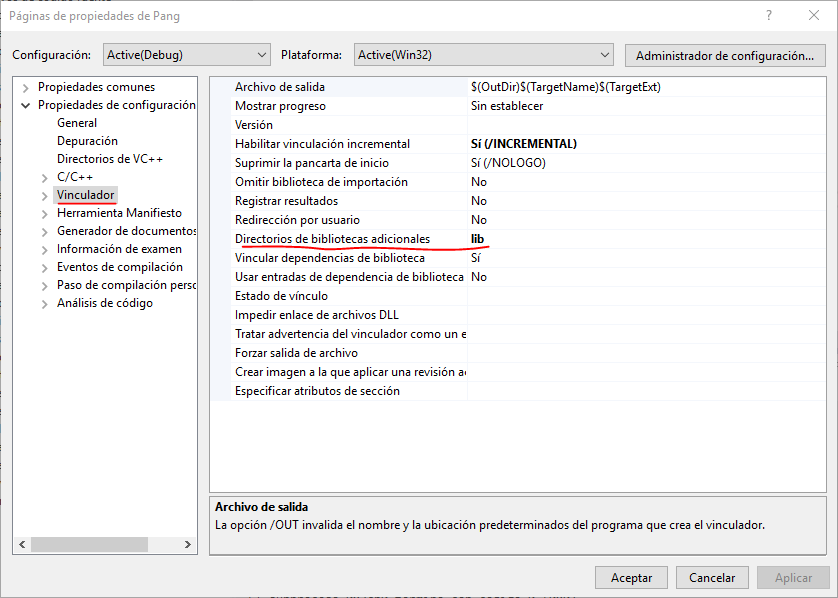 Páginas de propiedades de Pang
Configuración: Active(Debug) Plataforma: Active(Win32) Administrador de configuración...
Propiedades comunes
Propiedades de configuración
General
Depuración
Directorios de VC++
C/C++
Vinculador
Herramienta Manifiesto
Generador de documentos
Información de examen
Eventos de compilación
Paso de compilación perso
Análisis de código
Archivo de salida $(OutDir)$(TargetName)$(TargetExt)
Mostrar progreso Sin establecer
Versión
Habilitar vinculación incremental Sí (/INCREMENTAL)
Suprimir la pancarta de inicio Sí (/NOLOGO)
Omitir biblioteca de importación No
Registrar resultados No
Redirección por usuario No
Directorios de bibliotecas adicionales lib
Vincular dependencias de biblioteca Sí
Usar entradas de dependencia de biblioteca No
Estado de vínculo
Impedir enlace de archivos DLL
Tratar advertencia del vinculador como un e
Forzar salida de archivo
Crear imagen a la que aplicar una revisión a
Especificar atributos de sección
Archivo de salida
La opción /OUT invalida el nombre y la ubicación predeterminados del programa que crea el vinculador.
Aceptar Cancelar Aplicar